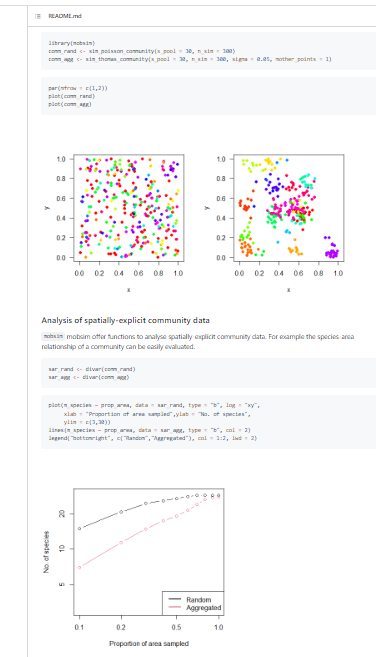 README.md
library(mobsim)
comm_rand <- sim_poisson_community(s_pool = 30, n_sim = 300)
comm_agg <- sim_thomas_community(s_pool = 30, n_sim = 300, sigma = 0.05, mother_points = 1)
par(mfrow = c(1,2))
plot(comm_rand)
plot(comm_agg)
1.0
0.8
0.6
0.4
0.2
0.0
y
0.0 0.2 0.4 0.6 0.8 1.0
x
1.0
0.8
0.6
0.4
0.2
0.0
y
0.0 0.2 0.4 0.6 0.8 1.0
x
Analysis of spatially-explicit community data
mobsim mobsim offer functions to analyse spatially-explicit community data. For example the species-area
relationship of a community can be easily evaluated.
sar_rand <- divar(comm_rand)
sar_agg <- divar(comm_agg)
plot(m_species ~ prop_area, data = sar_rand, type = "b", log = "xy",
xlab = "Proportion of area sampled",ylab = "No. of species",
ylim = c(3,30))
lines(m_species ~ prop_area, data = sar_agg, type = "b", col = 2)
legend("bottomright", c("Random","Aggregated"), col = 1:2, lwd = 2)
20
10
5
No. of species
Random
Aggregated
0.1 0.2 0.5 1.0
Proportion of area sampled